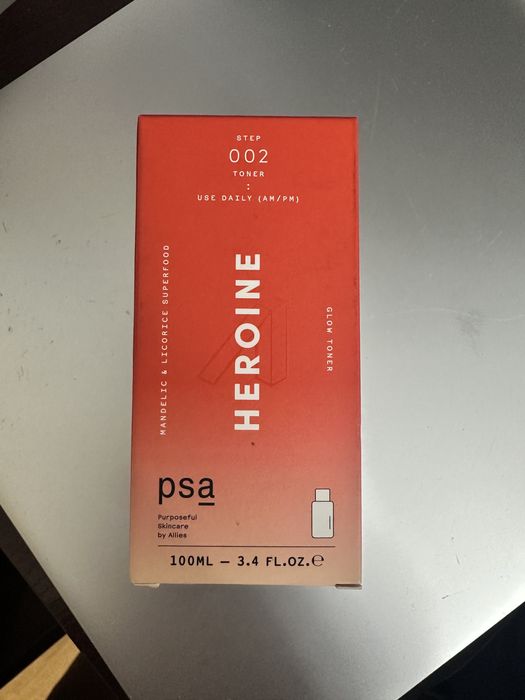 STEP
002
TONER
:
USE DAILY (AM/PM)
MANDELIC & LICORICE SUPERFOOD
HEROINE
GLOW TONER
psa
Purposeful
Skincare
by Allies
100ML — 3.4 FL.OZ.℮